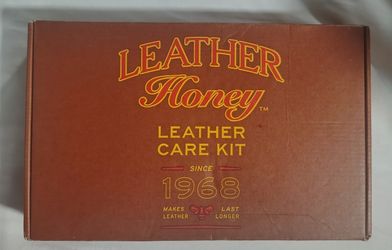 LEATHER
Honey™
LEATHER
CARE KIT
SINCE
1968
MAKES LAST
LEATHER LONGER